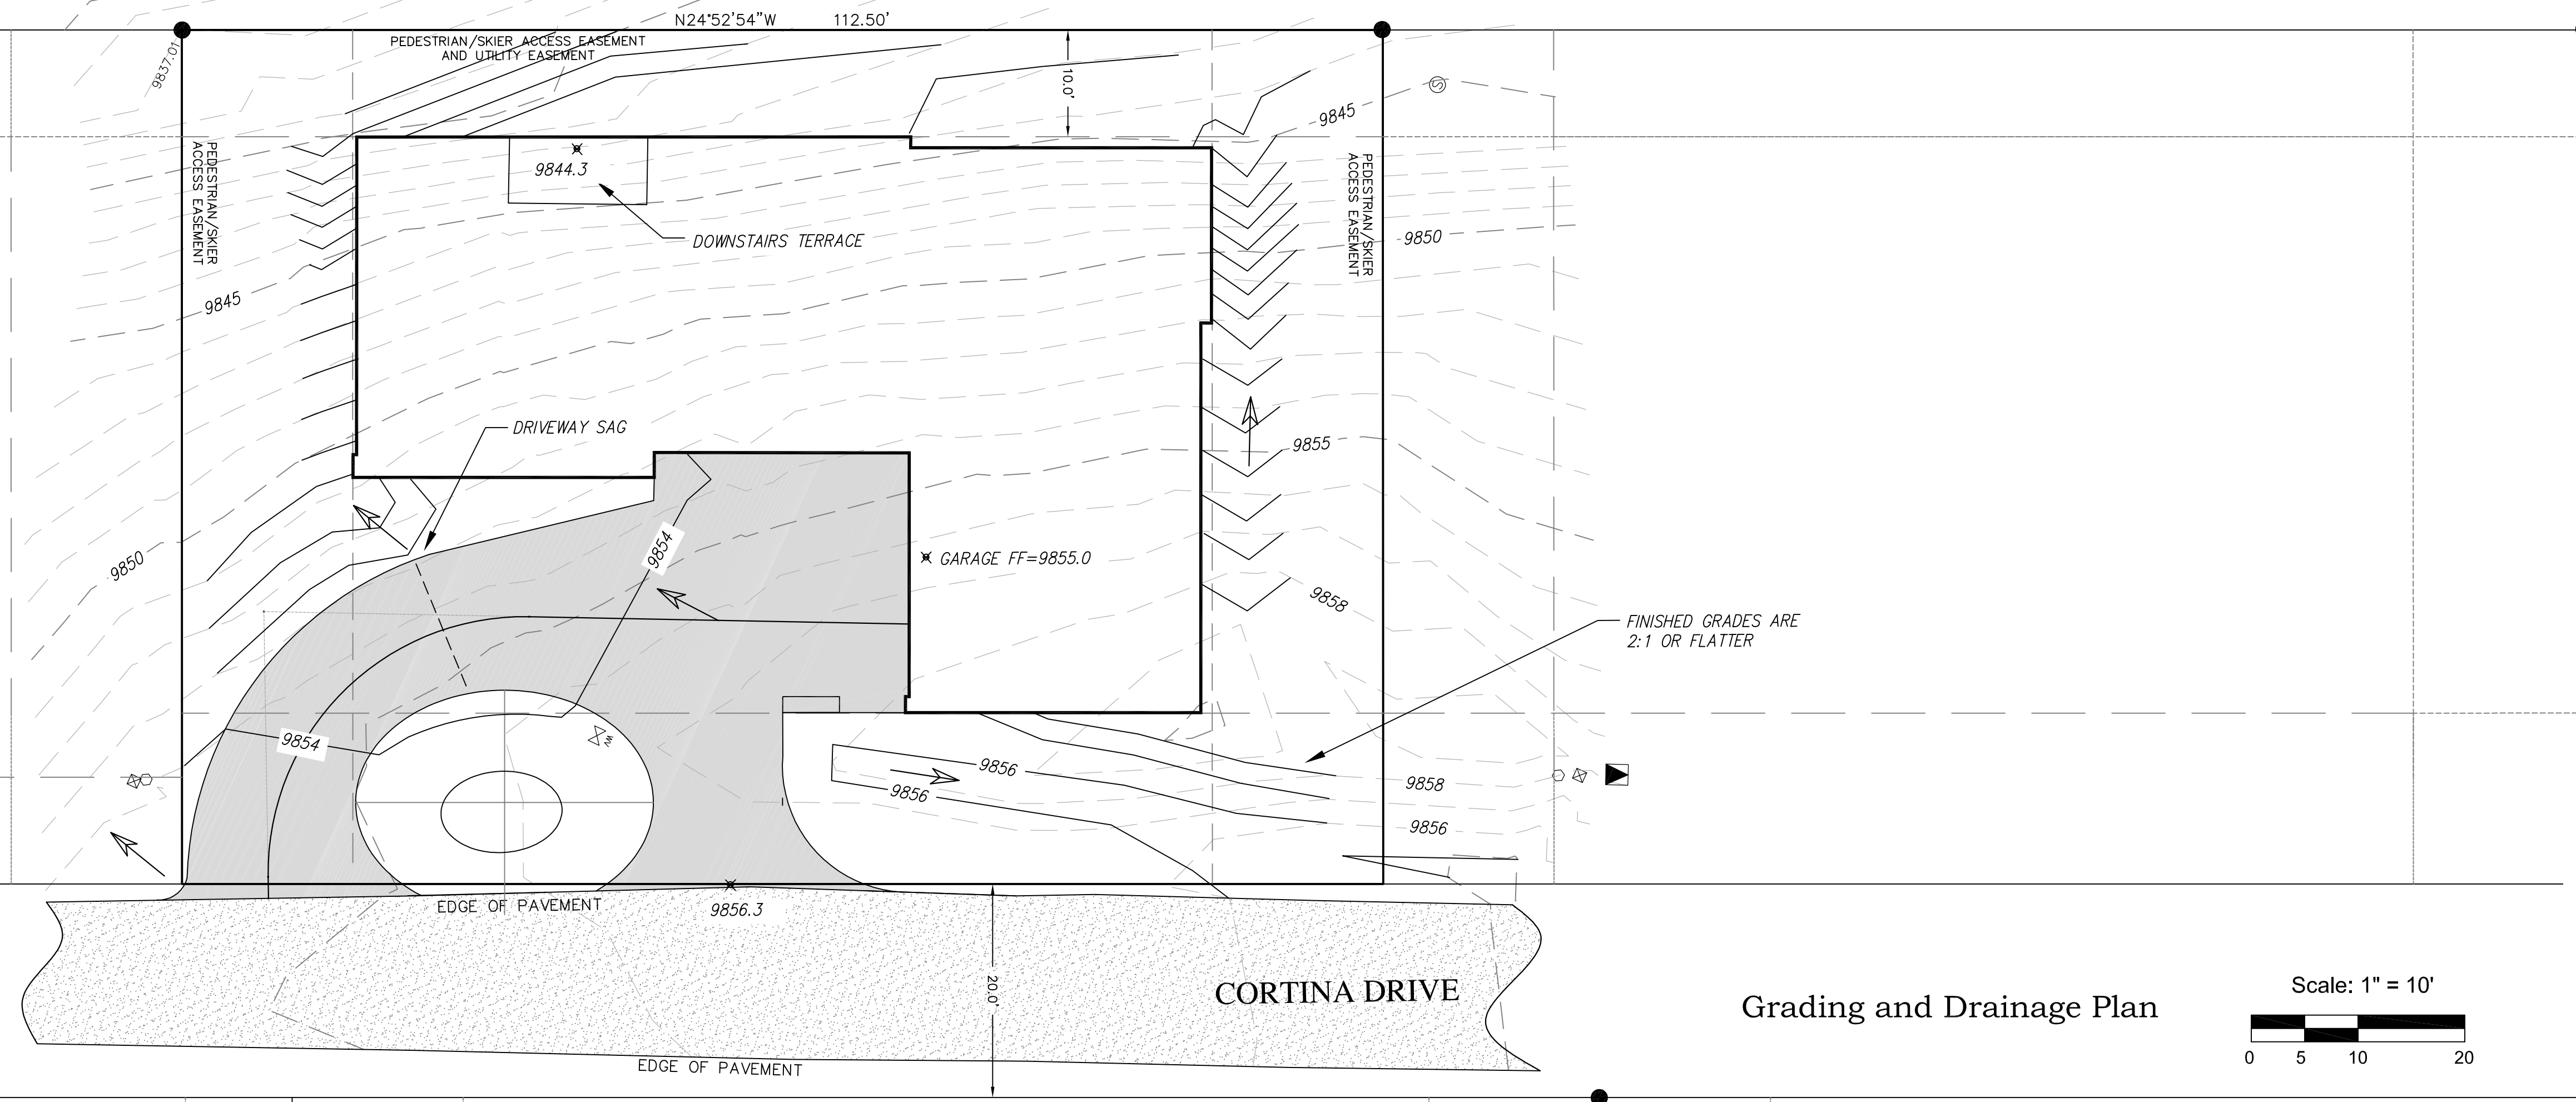 N24°52'54"W 112.50'
PEDESTRIAN/SKIER ACCESS EASEMENT
AND UTILITY EASEMENT
9837.01
10.0'
S
9845
PEDESTRIAN/SKIER
ACCESS EASEMENT
9844.3
PEDESTRIAN/SKIER
ACCESS EASEMENT
DOWNSTAIRS TERRACE
9850
9845
DRIVEWAY SAG
9855
9854
GARAGE FF=9855.0
9850
9858
FINISHED GRADES ARE
2:1 OR FLATTER
WV
9854
9856
9858
9856
9856
EDGE OF PAVEMENT
9856.3
20.0'
CORTINA DRIVE
Grading and Drainage Plan
Scale: 1" = 10'
0 5 10 20
EDGE OF PAVEMENT